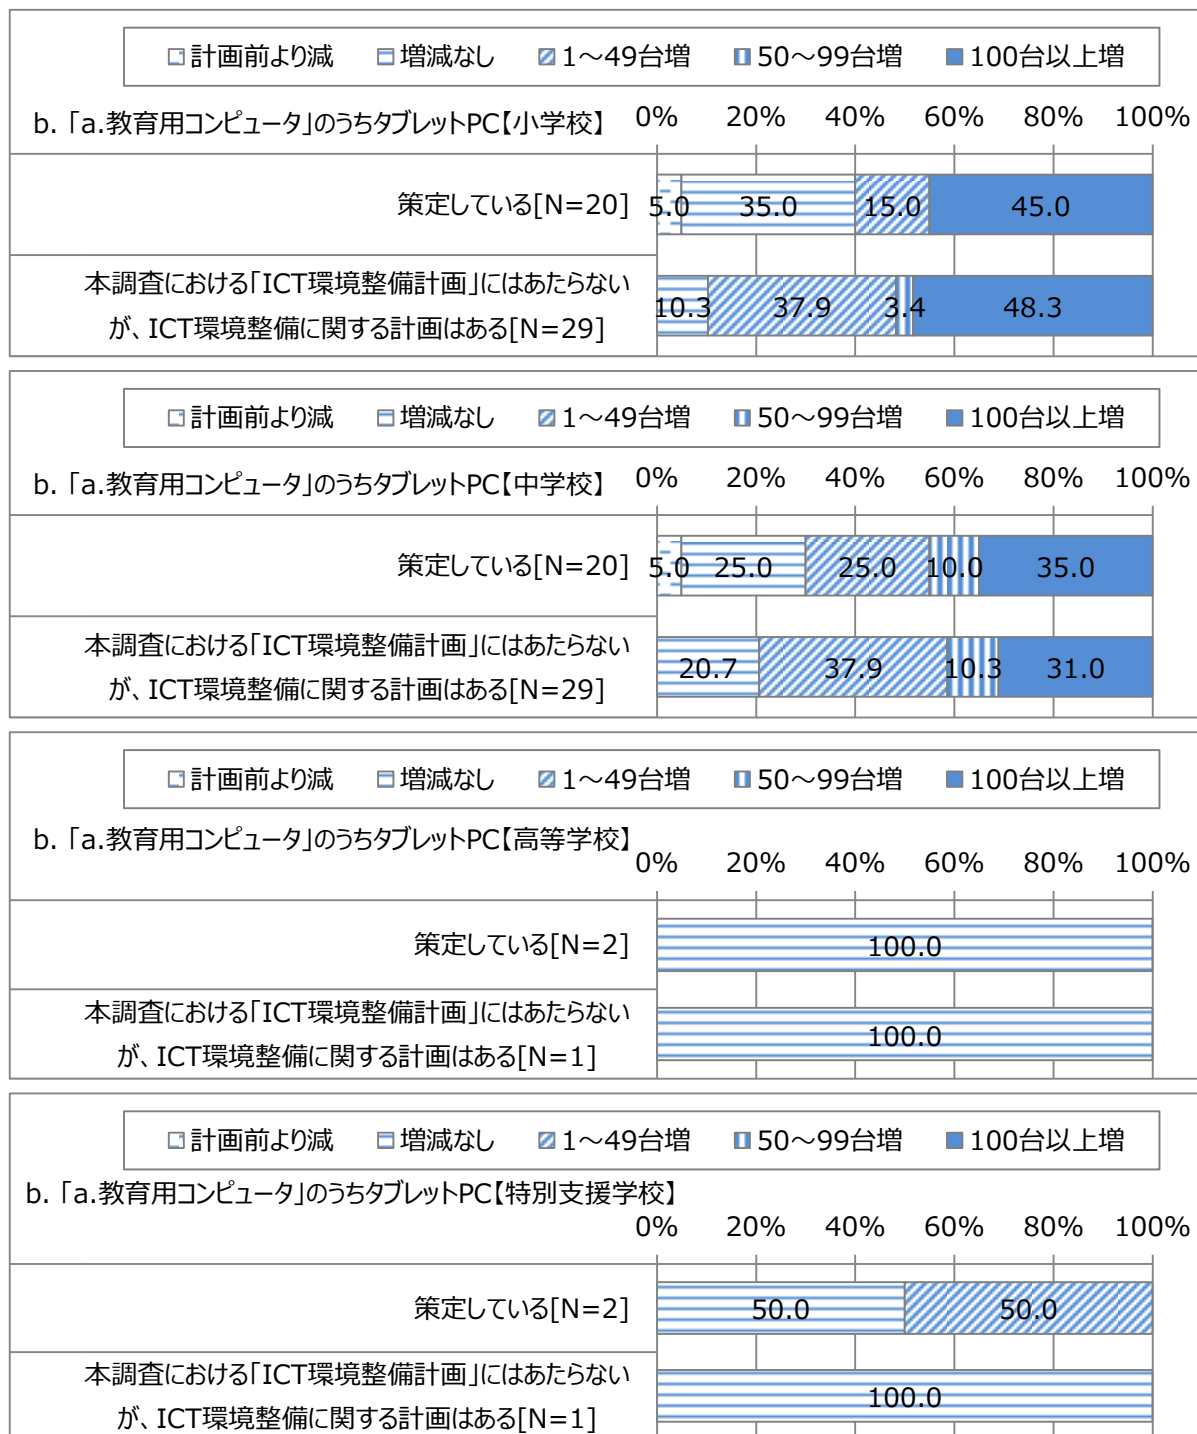 計画前より減 増減なし 1～49台増 50～99台増 100台以上増
b. 「a.教育用コンピュータ」のうちタブレットPC【小学校】 0% 20% 40% 60% 80% 100%
策定している[N=20] 5.0 35.0 15.0 45.0
本調査における「ICT環境整備計画」にはあたらない
が、ICT環境整備に関する計画はある[N=29] 10.3 37.9 3.4 48.3
計画前より減 増減なし 1～49台増 50～99台増 100台以上増
b. 「a.教育用コンピュータ」のうちタブレットPC【中学校】 0% 20% 40% 60% 80% 100%
策定している[N=20] 5.0 25.0 25.0 10.0 35.0
本調査における「ICT環境整備計画」にはあたらない
が、ICT環境整備に関する計画はある[N=29] 20.7 37.9 10.3 31.0
計画前より減 増減なし 1～49台増 50～99台増 100台以上増
b. 「a.教育用コンピュータ」のうちタブレットPC【高等学校】
0% 20% 40% 60% 80% 100%
策定している[N=2] 100.0
本調査における「ICT環境整備計画」にはあたらない
が、ICT環境整備に関する計画はある[N=1] 100.0
計画前より減 増減なし 1～49台増 50～99台増 100台以上増
b. 「a.教育用コンピュータ」のうちタブレットPC【特別支援学校】
0% 20% 40% 60% 80% 100%
策定している[N=2] 50.0 50.0
本調査における「ICT環境整備計画」にはあたらない
が、ICT環境整備に関する計画はある[N=1] 100.0